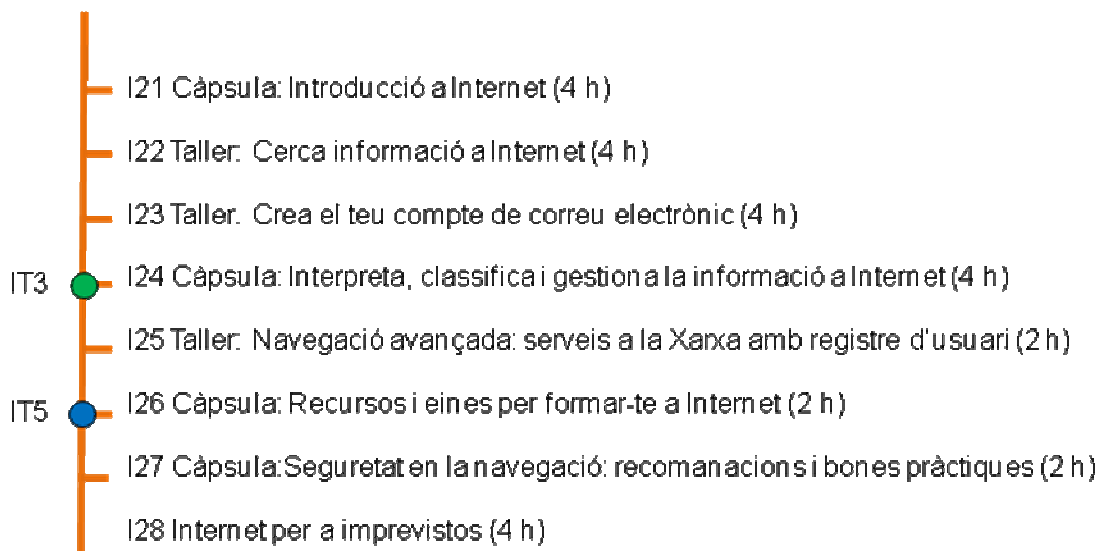 I21 Càpsula: Introducció a Internet (4 h)
I22 Taller: Cerca informació a Internet (4 h)
I23 Taller. Crea el teu compte de correu electrònic (4 h)
IT3 I24 Càpsula: Interpreta, classifica i gestiona la informació a Internet (4 h)
I25 Taller: Navegació avançada: serveis a la Xarxa amb registre d'usuari (2 h)
IT5 I26 Càpsula: Recursos i eines per formar-te a Internet (2 h)
I27 Càpsula:Seguretat en la navegació: recomanacions i bones pràctiques (2 h)
I28 Internet per a imprevistos (4 h)